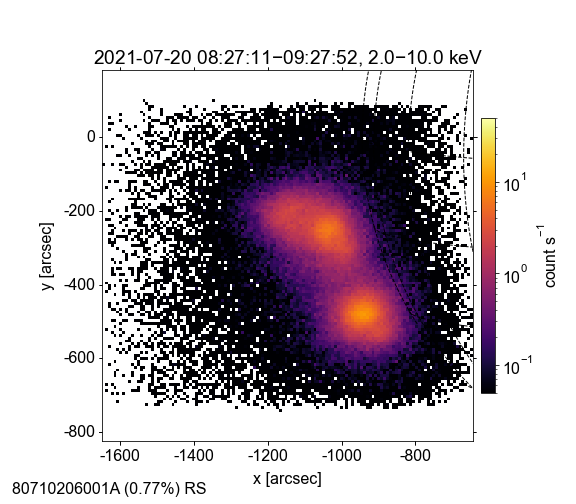 2021-07-20 08:27:11−09:27:52, 2.0−10.0 keV
0
-200
-400
-600
-800
y [arcsec]
-1600
-1400
-1200
-1000
-800
x [arcsec]
10¹
10⁰
10⁻¹
count s⁻¹
80710206001A (0.77%) RS